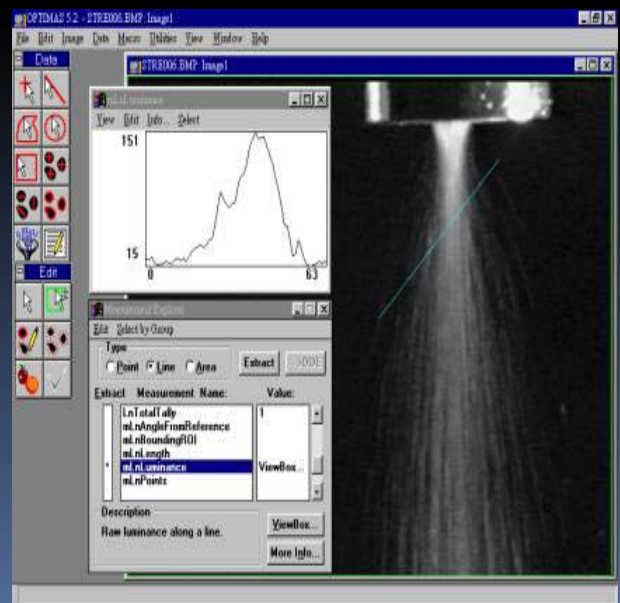 OPTIMAS 5.2 - STRE006.BMP: Image1
File Edit Image Data Macro Utilities View Window Help
Data
STRE006.BMP: Image1
mLnLuminance
View Edit Info... Select
151
15
0
63
Edit
Measurement Explorer
Edit Select by Group
Type
Point Line Area
Extract
Extract Measurement Name: Value:
LnTotalTally 1
mLnAngleFromReference
mLnBoundingROI
mLnLength
mLnLuminance ViewBox...
mLnPoints
Description
Raw luminance along a line.
ViewBox...
More Info...